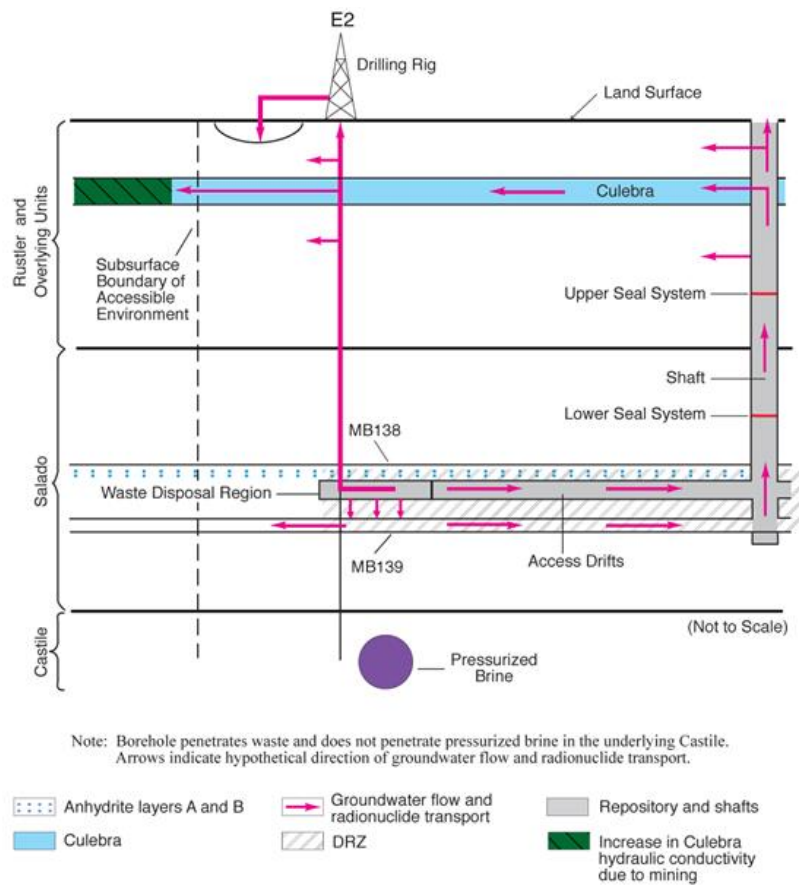 E2
Drilling Rig
Land Surface
Rustler and
Overlying Units
Culebra
Subsurface
Boundary of
Accessible
Environment
Upper Seal System
Shaft
Lower Seal System
MB138
Salado
Waste Disposal Region
MB139
Access Drifts
(Not to Scale)
Castile
Pressurized
Brine
Note: Borehole penetrates waste and does not penetrate pressurized brine in the underlying Castile.
Arrows indicate hypothetical direction of groundwater flow and radionuclide transport.
Anhydrite layers A and B
Groundwater flow and
radionuclide transport
Repository and shafts
Culebra
DRZ
Increase in Culebra
hydraulic conductivity
due to mining